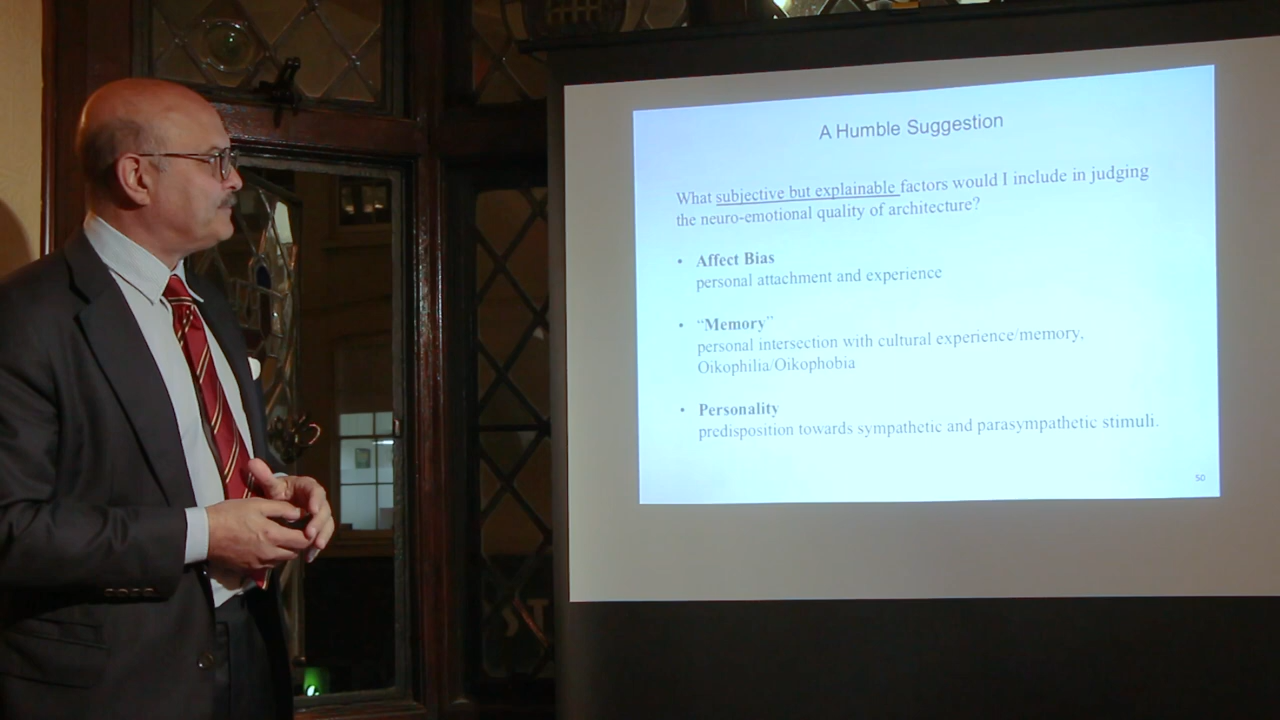 A Humble Suggestion
What subjective but explainable factors would I include in judging
the neuro-emotional quality of architecture?
• Affect Bias
personal attachment and experience
• “Memory”
personal intersection with cultural experience/memory,
Oikophilia/Oikophobia
• Personality
predisposition towards sympathetic and parasympathetic stimuli.
50
ST